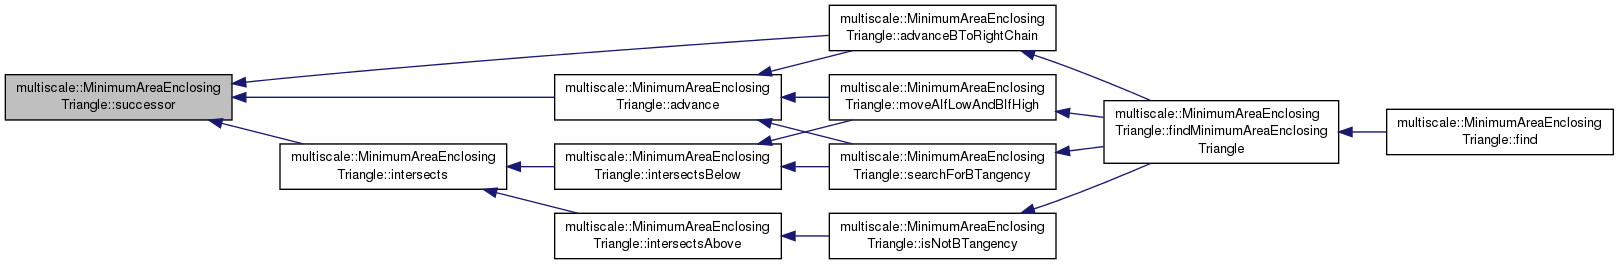 multiscale::MinimumAreaEnclosing
Triangle::successor
multiscale::MinimumAreaEnclosing
Triangle::intersects
multiscale::MinimumAreaEnclosing
Triangle::advance
multiscale::MinimumAreaEnclosing
Triangle::intersectsBelow
multiscale::MinimumAreaEnclosing
Triangle::intersectsAbove
multiscale::MinimumAreaEnclosing
Triangle::advanceBToRightChain
multiscale::MinimumAreaEnclosing
Triangle::moveAIfLowAndBIfHigh
multiscale::MinimumAreaEnclosing
Triangle::searchForBTangency
multiscale::MinimumAreaEnclosing
Triangle::isNotBTangency
multiscale::MinimumAreaEnclosing
Triangle::findMinimumAreaEnclosing
Triangle
multiscale::MinimumAreaEnclosing
Triangle::find